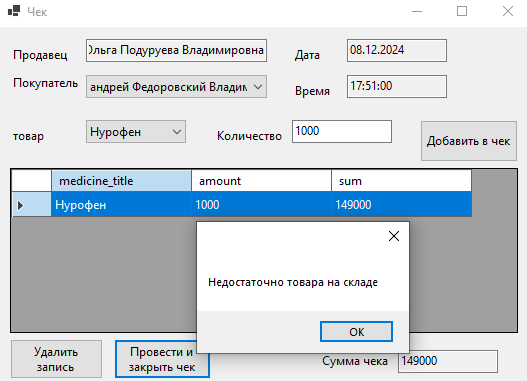 Чек
Продавец
Ольга Подуруева Владимировна
Дата
08.12.2024
Покупатель
андрей Федоровский Владим
Время
17:51:00
товар
Нурофен
Количество
1000
Добавить в чек
medicine_title amount sum
Нурофен 1000 149000
Недостаточно товара на складе
OK
Удалить
запись
Провести и
закрыть чек
Сумма чека
149000